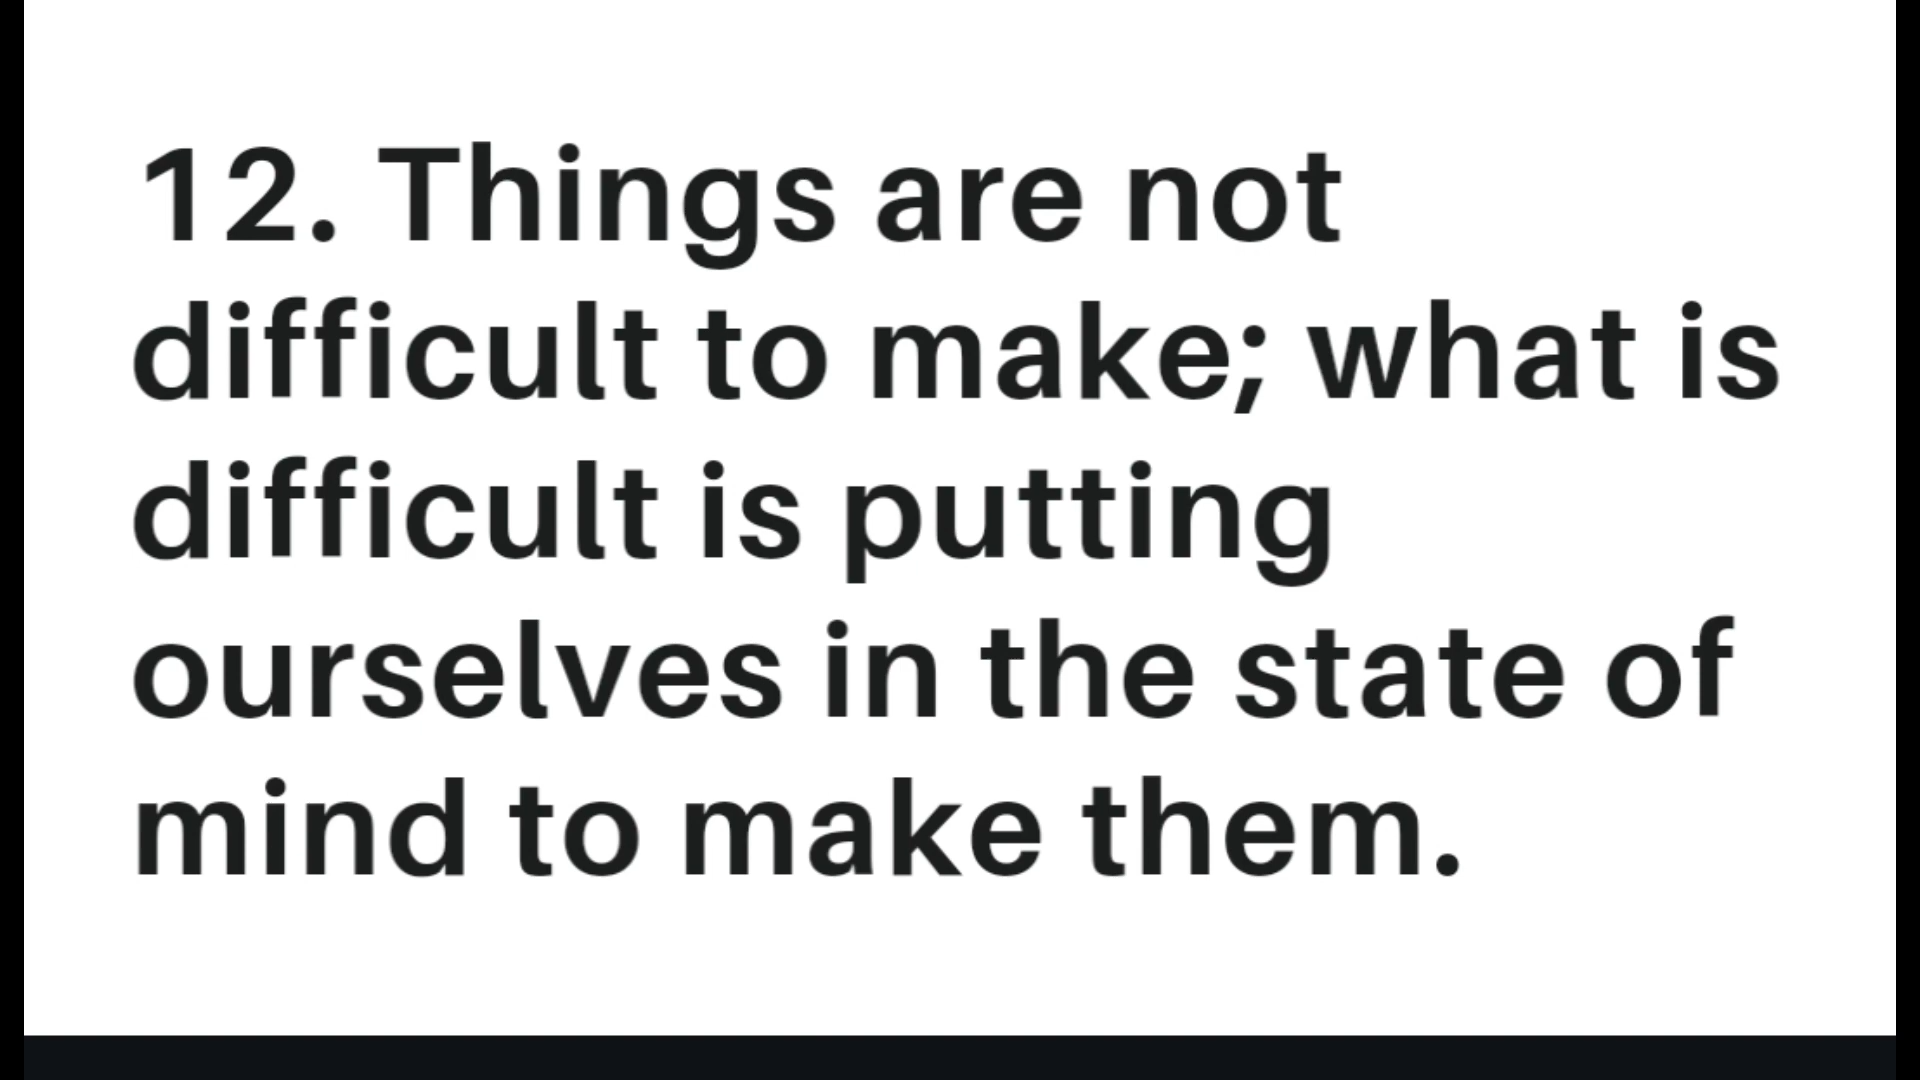 12. Things are not
difficult to make; what is
difficult is putting
ourselves in the state of
mind to make them.